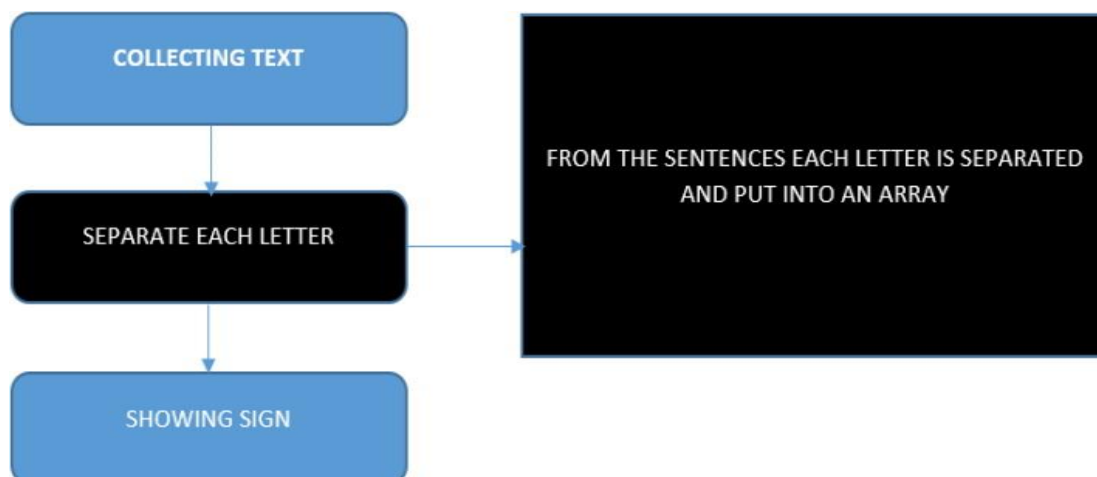 COLLECTING TEXT
SEPARATE EACH LETTER
FROM THE SENTENCES EACH LETTER IS SEPARATED
AND PUT INTO AN ARRAY
SHOWING SIGN